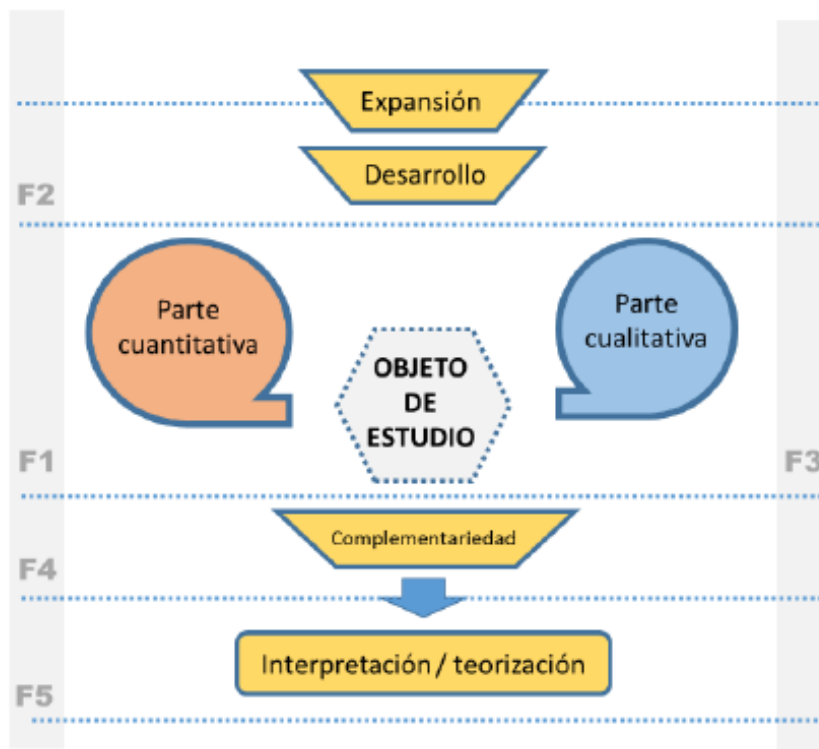 Expansión
Desarrollo
F2
Parte
cuantitativa
Parte
cualitativa
OBJETO
DE
ESTUDIO
F1
F3
Complementariedad
F4
Interpretación / teorización
F5